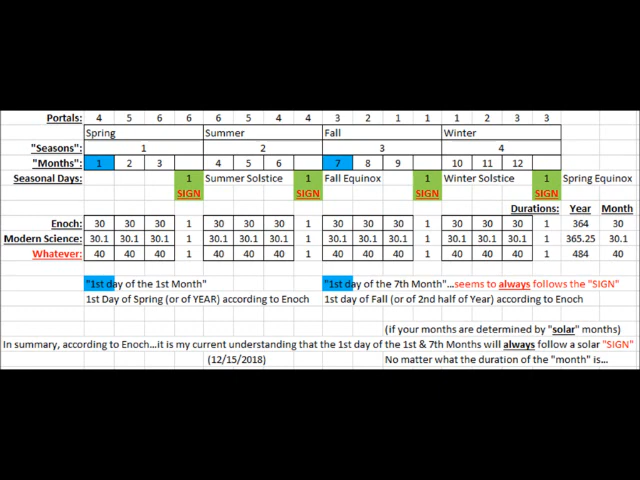 Portals: 4 5 6 6 6 5 4 4 3 2 1 1 1 2 3 3
Spring Summer Fall Winter
"Seasons": 1 2 3 4
"Months": 1 2 3 4 5 6 7 8 9 10 11 12
Seasonal Days: 1 Summer Solstice 1 Fall Equinox 1 Winter Solstice 1 Spring Equinox
SIGN SIGN SIGN SIGN
Durations: Year Month
Enoch: 30 30 30 1 30 30 30 1 30 30 30 1 30 30 30 1 364 30
Modern Science: 30.1 30.1 30.1 1 30.1 30.1 30.1 1 30.1 30.1 30.1 1 30.1 30.1 30.1 1 365.25 30.1
Whatever: 40 40 40 1 40 40 40 1 40 40 40 1 40 40 40 1 484 40
"1st day of the 1st Month" "1st day of the 7th Month"...seems to always follows the "SIGN"
1st Day of Spring (or of YEAR) according to Enoch 1st day of Fall (or of 2nd half of Year) according to Enoch
(if your months are determined by "solar" months)
In summary, according to Enoch...it is my current understanding that the 1st day of the 1st & 7th Months will always follow a solar "SIGN"
(12/15/2018) No matter what the duration of the "month" is...